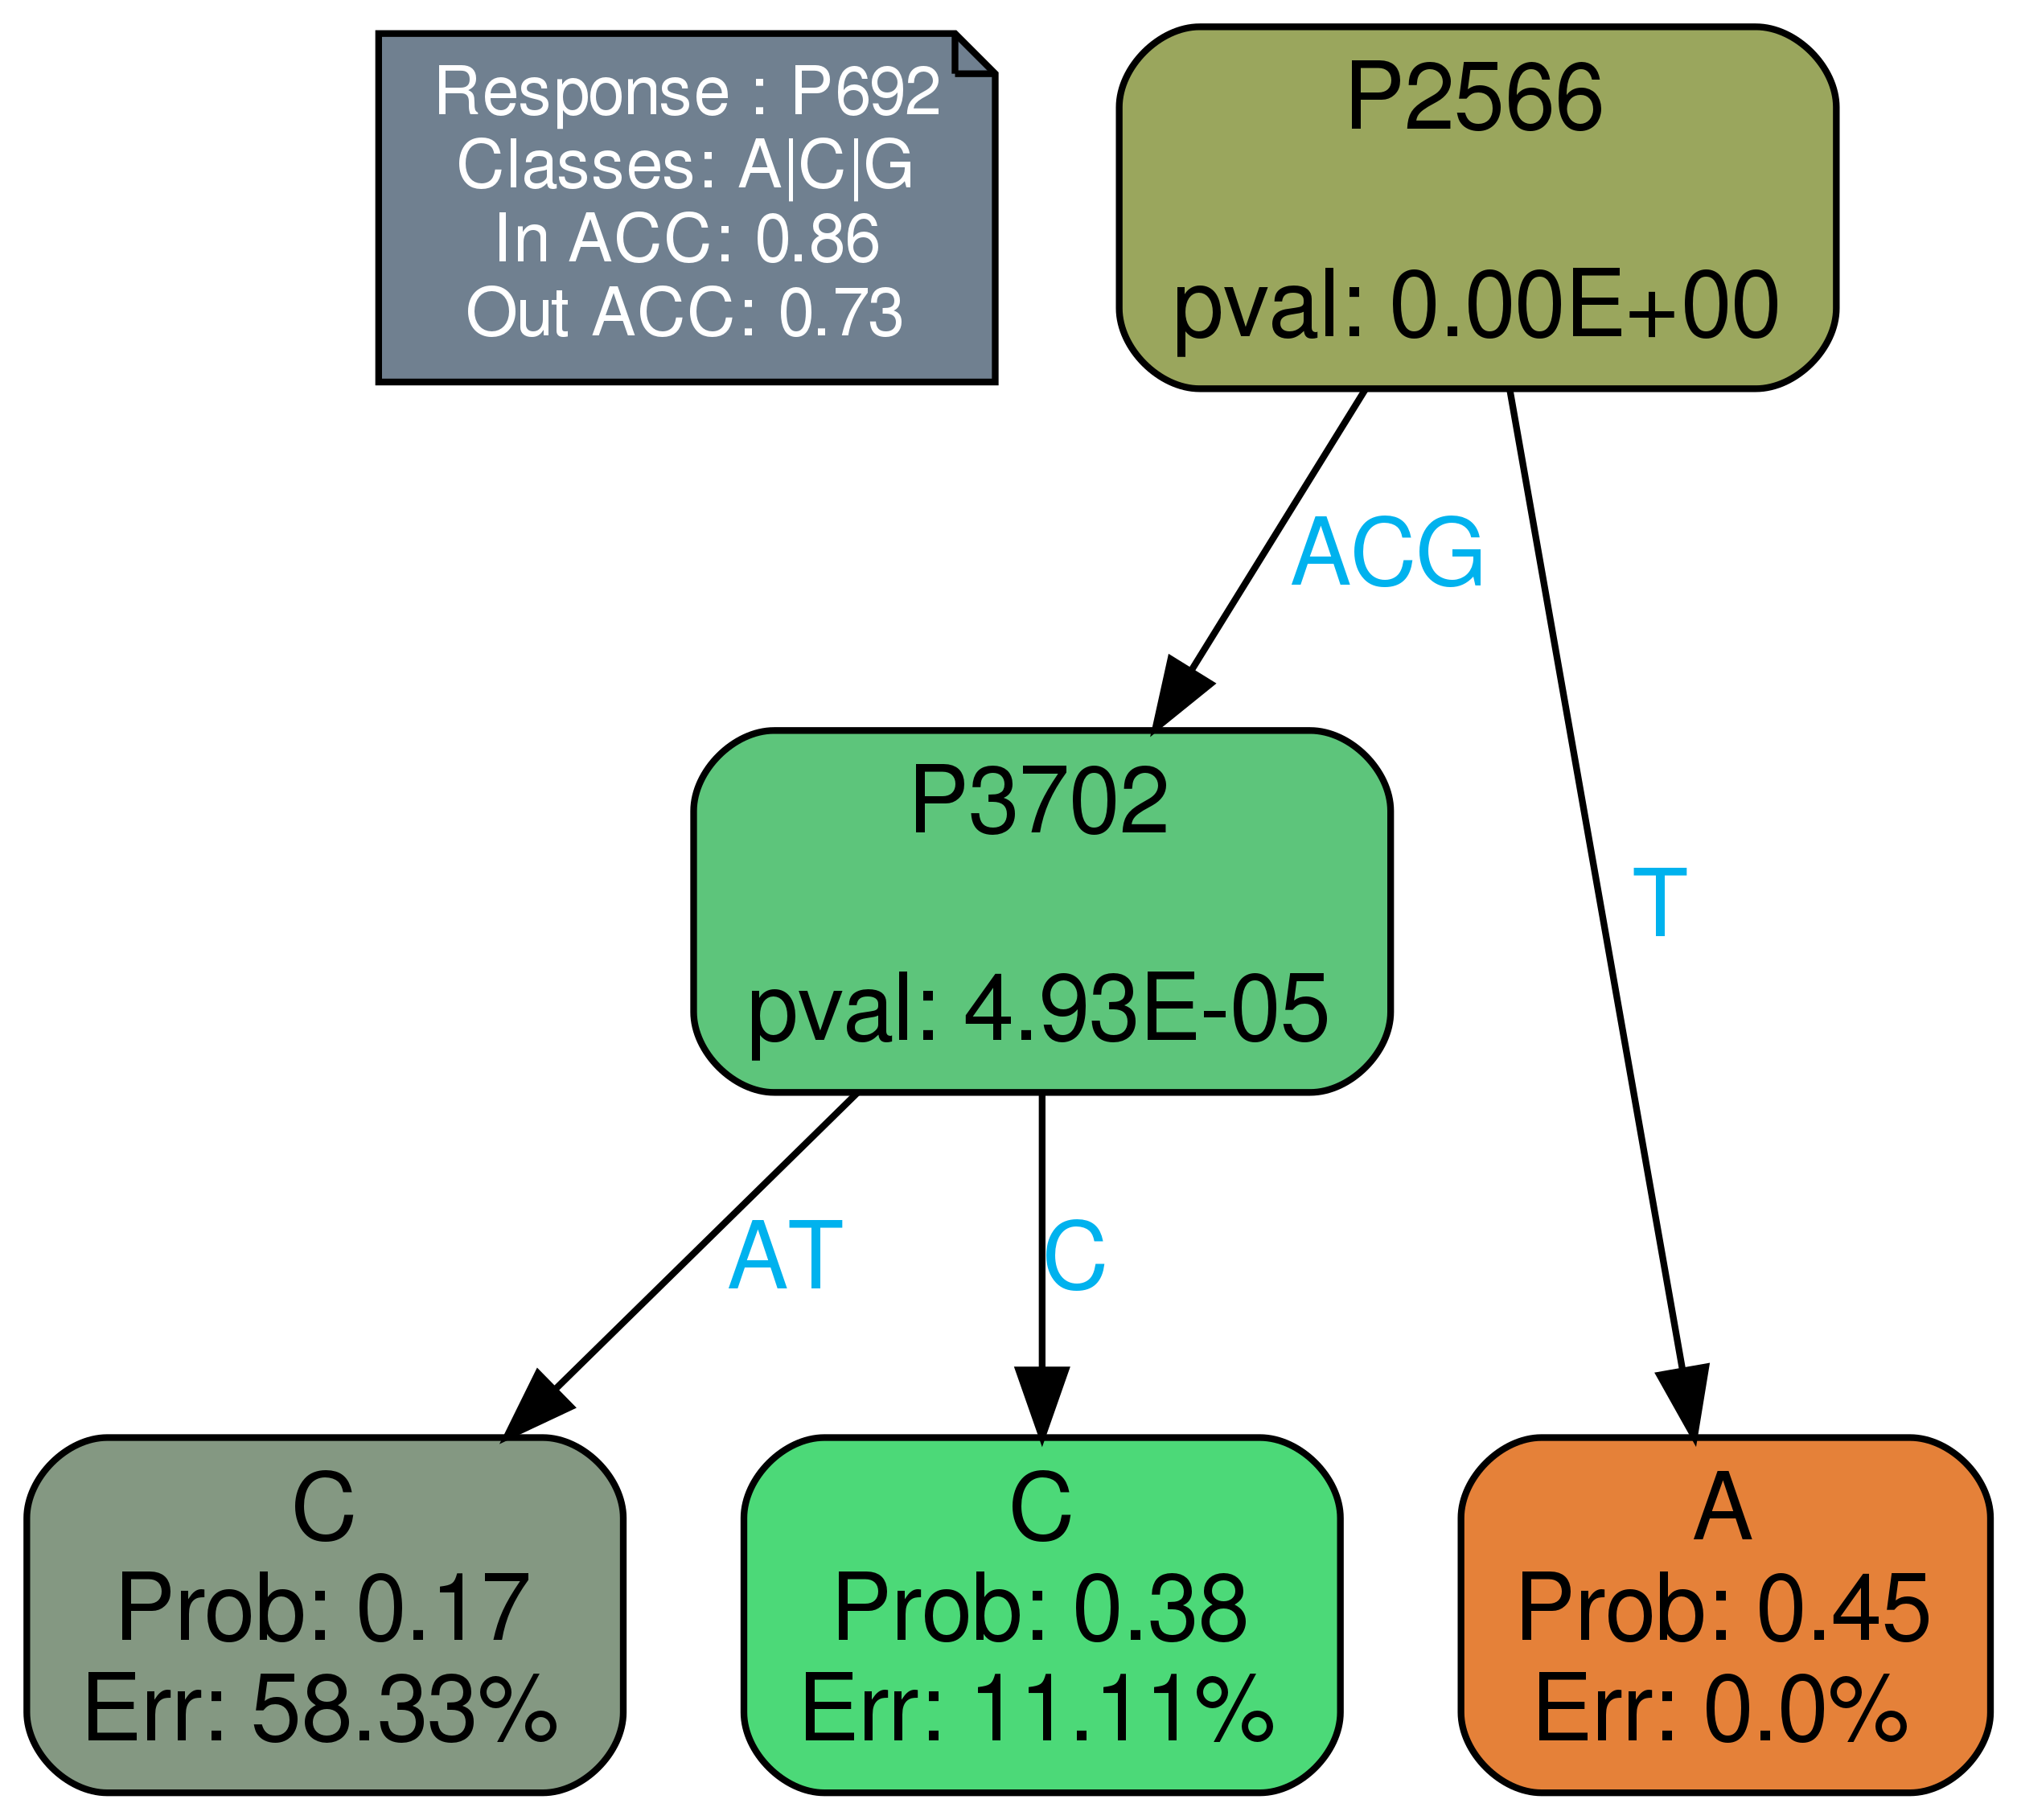 Response : P692
Classes: A|C|G
In ACC: 0.86
Out ACC: 0.73
P2566
pval: 0.00E+00
ACG
T
P3702
pval: 4.93E-05
AT
C
C
Prob: 0.17
Err: 58.33%
C
Prob: 0.38
Err: 11.11%
A
Prob: 0.45
Err: 0.0%